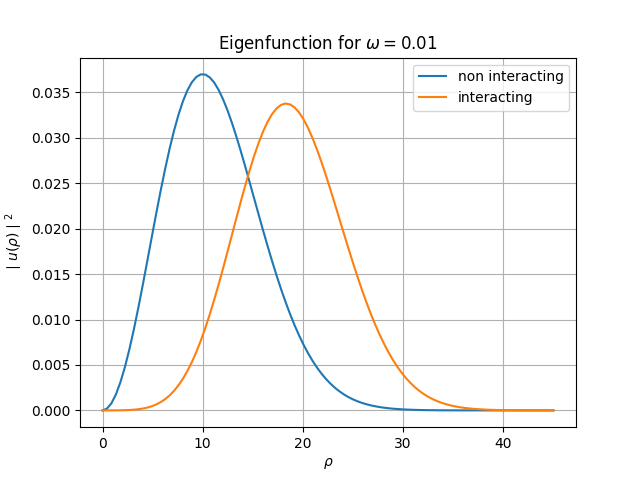 Eigenfunction for ω = 0.01
non interacting
interacting
| u(ρ) | ²
0.035
0.030
0.025
0.020
0.015
0.010
0.005
0.000
0 10 20 30 40
ρ